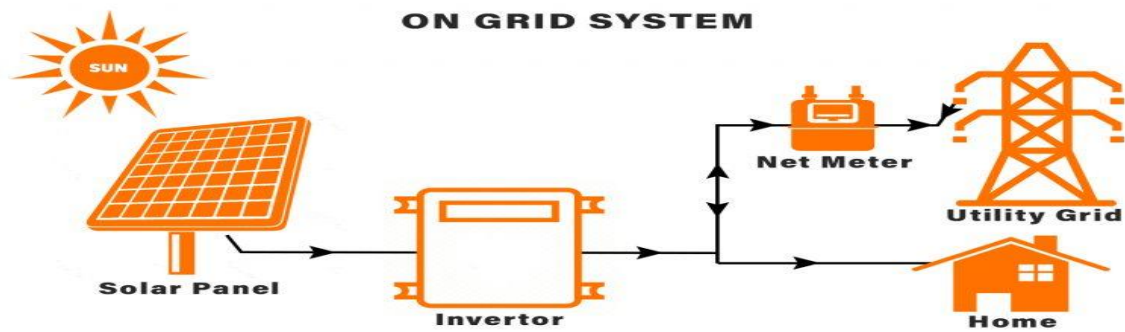 ON GRID SYSTEM
SUN
Net Meter
Utility Grid
Solar Panel
Invertor
Home